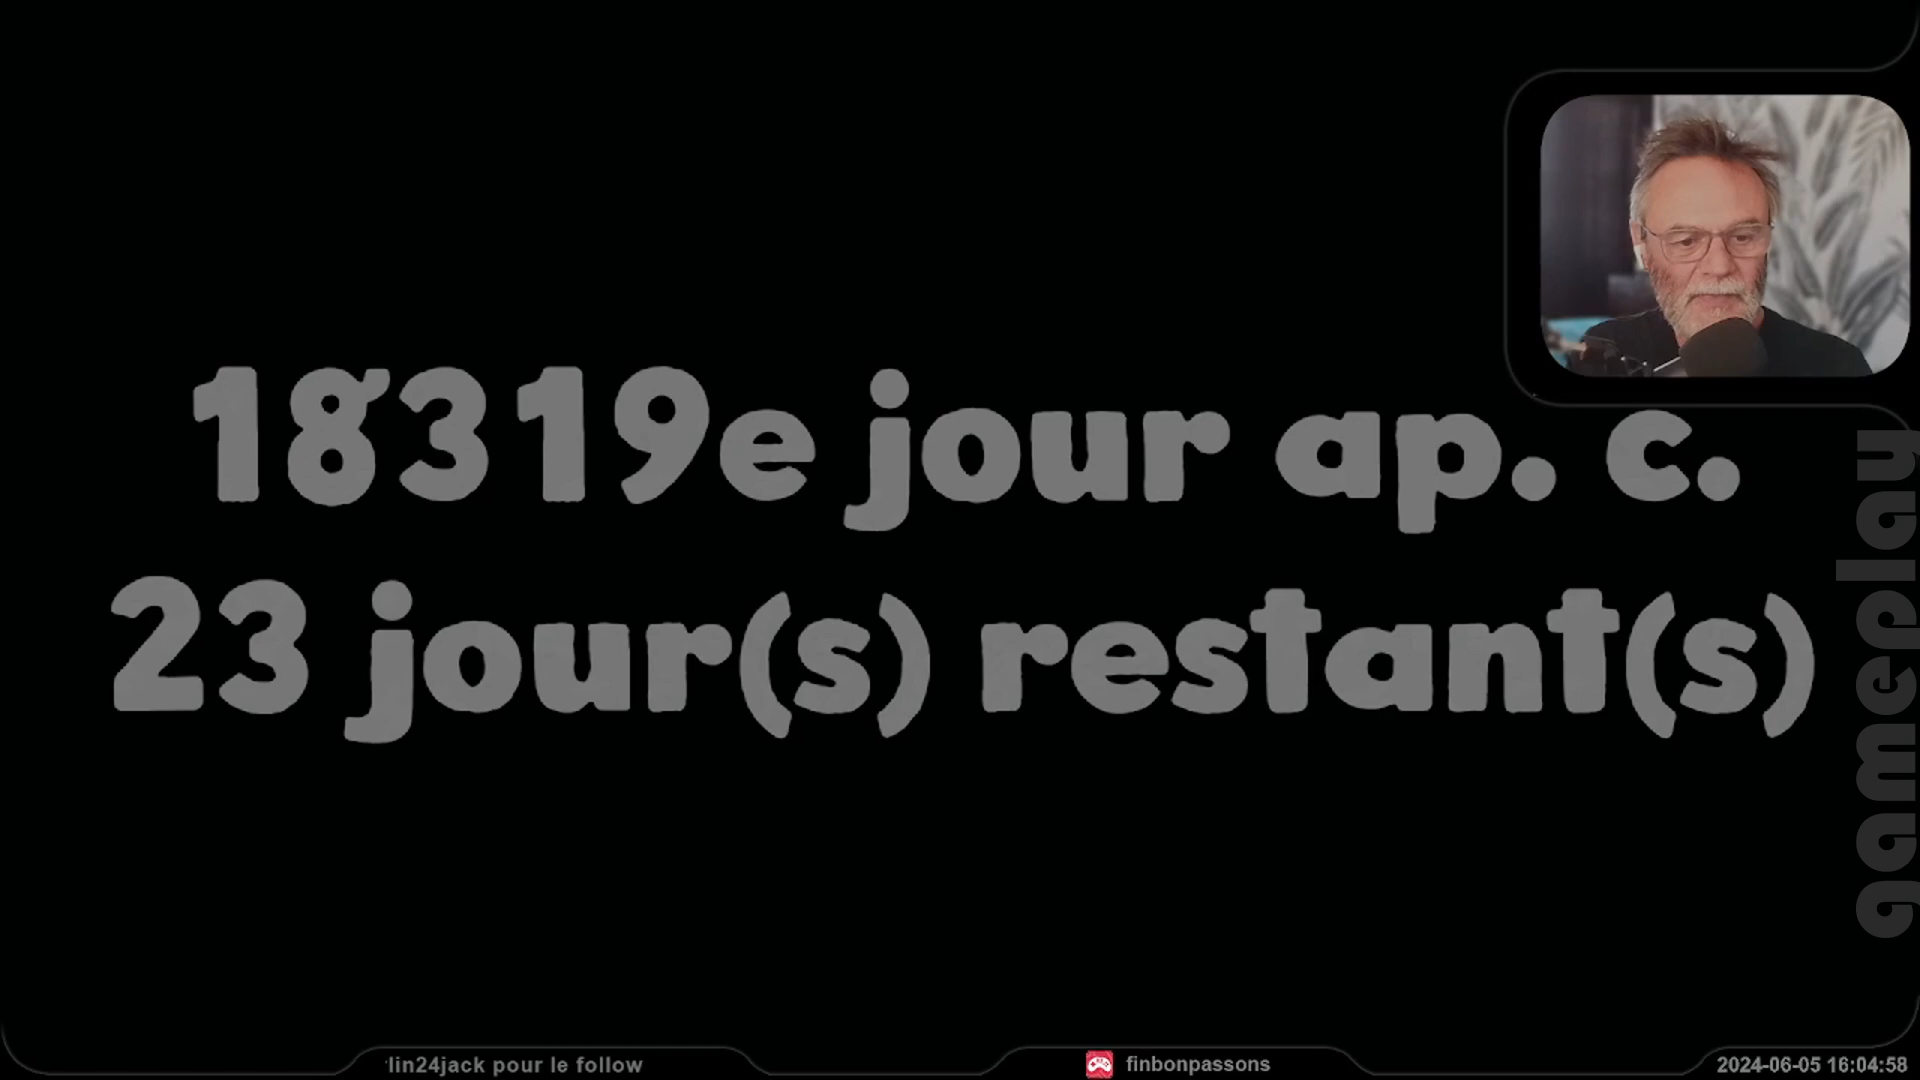 18319e jour ap. c.
23 jour(s) restant(s)
gameplay
lin24jack pour le follow
finbonpassons
2024-06-05 16:04:58